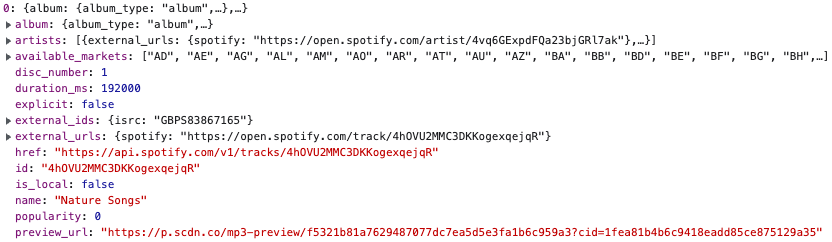 0: {album: {album_type: "album",…},…}
album: {album_type: "album",…}
artists: [{external_urls: {spotify: "https://open.spotify.com/artist/4vq6GExpdFQa23bjGRl7ak"},…}]
available_markets: ["AD", "AE", "AG", "AL", "AM", "AO", "AR", "AT", "AU", "AZ", "BA", "BB", "BD", "BE", "BF", "BG", "BH",…]
disc_number: 1
duration_ms: 192000
explicit: false
external_ids: {isrc: "GBPS83867165"}
external_urls: {spotify: "https://open.spotify.com/track/4hOVU2MMC3DKKogexqejqR"}
href: "https://api.spotify.com/v1/tracks/4hOVU2MMC3DKKogexqejqR"
id: "4hOVU2MMC3DKKogexqejqR"
is_local: false
name: "Nature Songs"
popularity: 0
preview_url: "https://p.scdn.co/mp3-preview/f5321b81a7629487077dc7ea5d5e3fa1b6c959a3?cid=1fea81b4b6c9418eadd85ce875129a35"